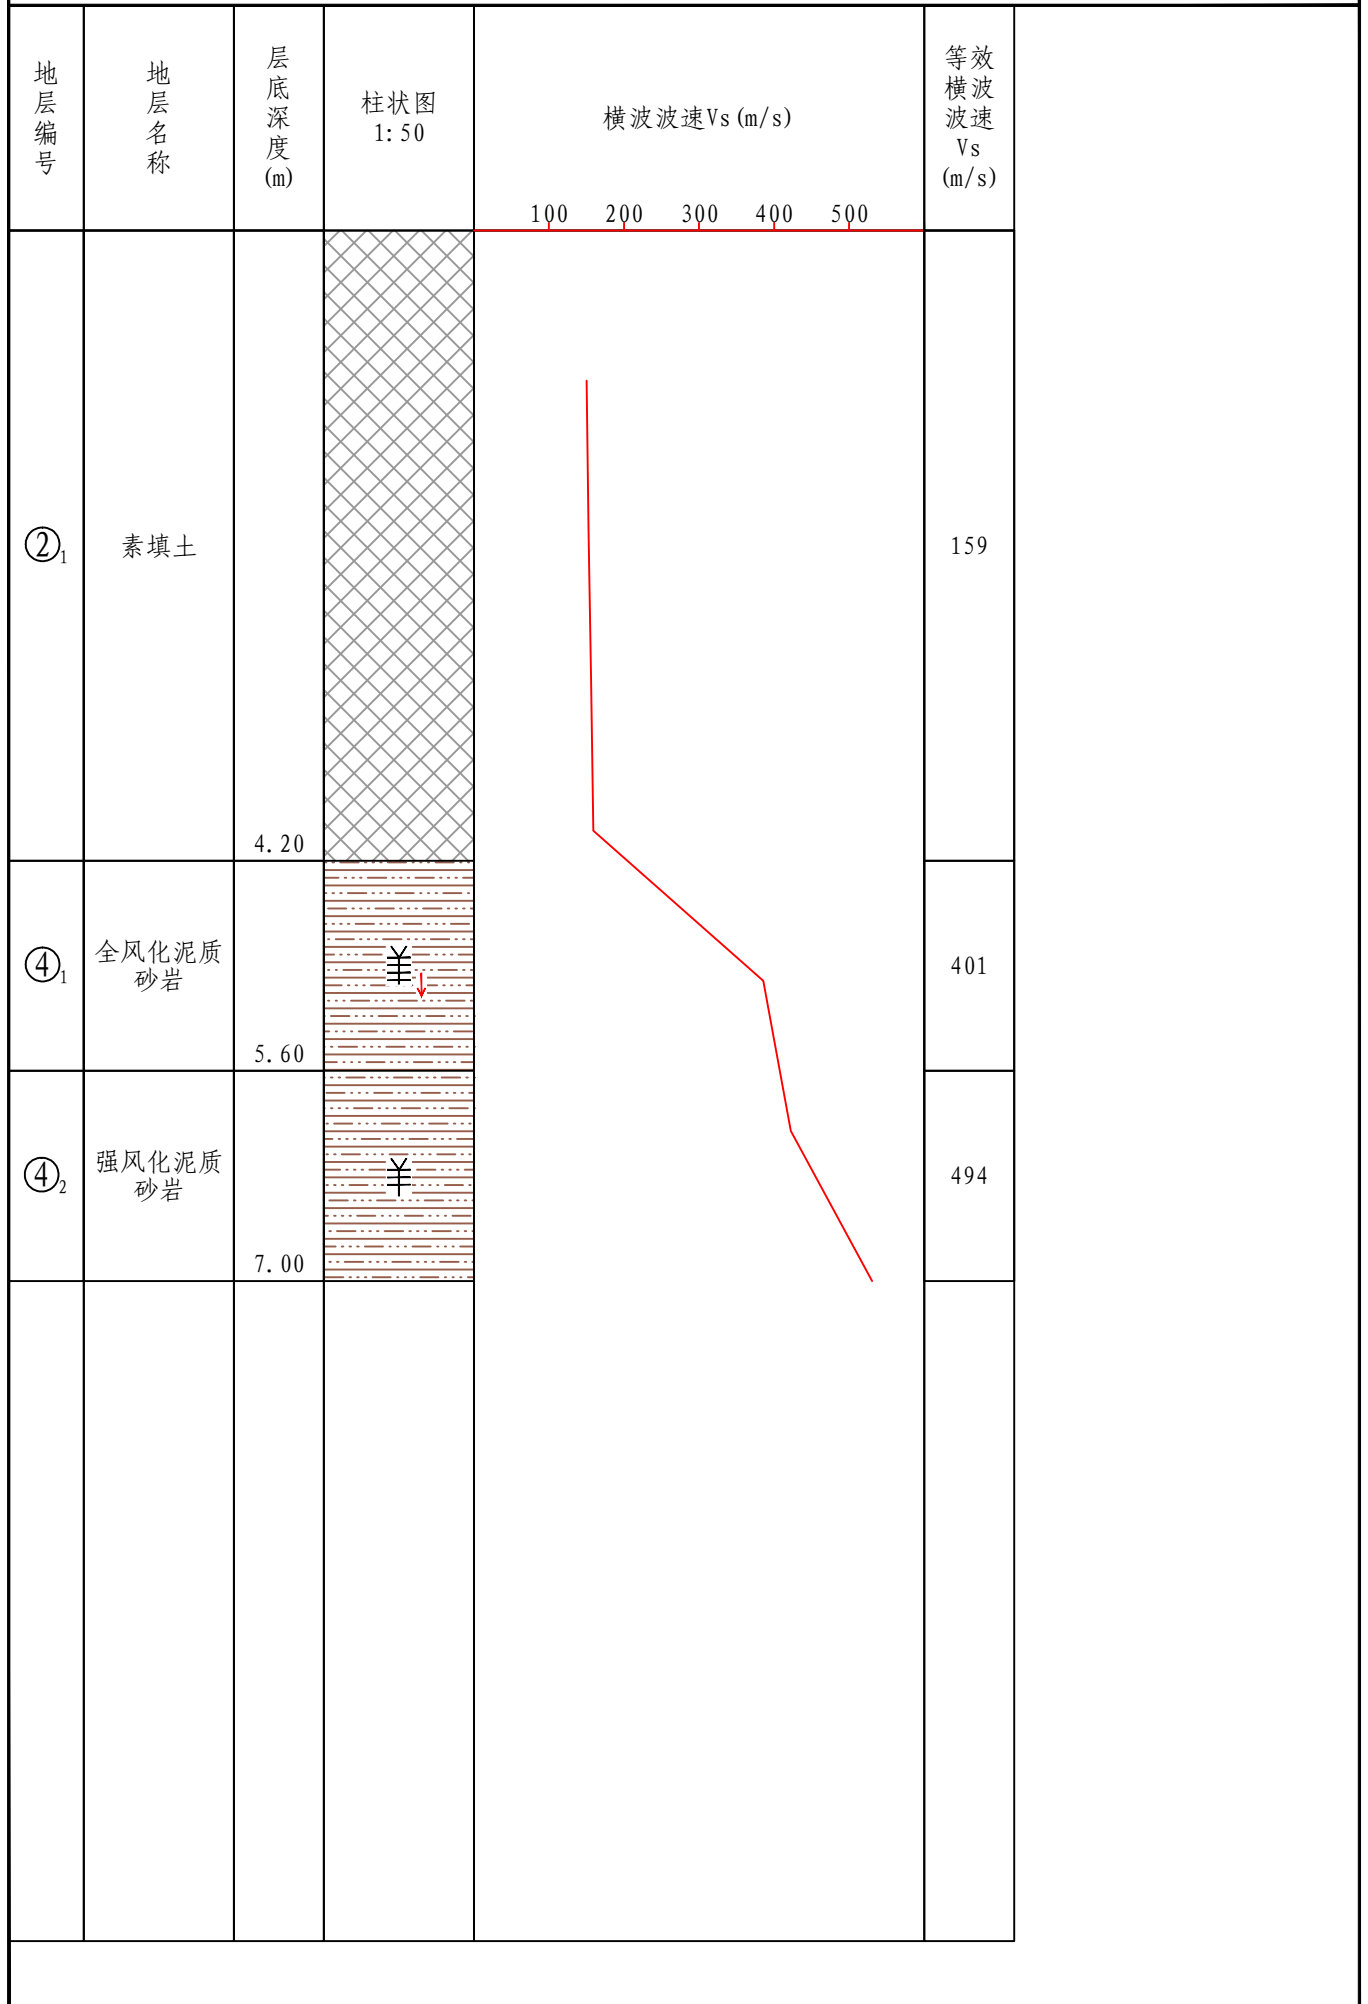 地层编号
地层名称
层底深度(m)
柱状图
1:50
横波波速Vs(m/s)
等效
横波
波速
Vs
(m/s)
100 200 300 400 500
②1
素填土
4.20
159
④1
全风化泥质
砂岩
5.60
401
④2
强风化泥质
砂岩
7.00
494